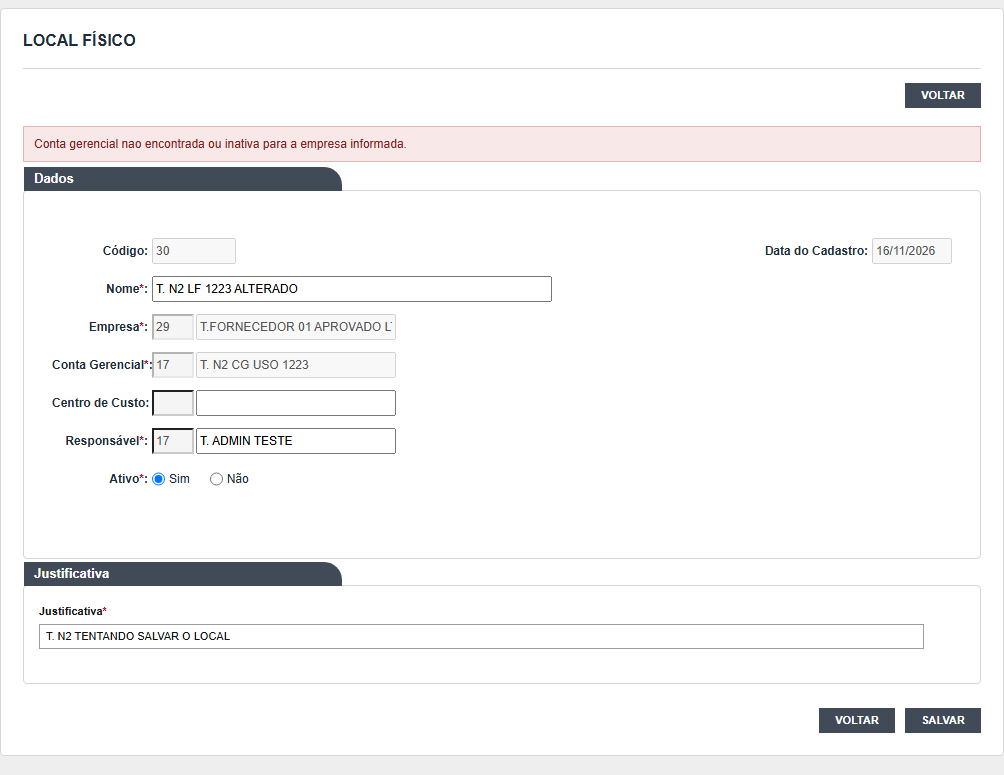 LOCAL FÍSICO
VOLTAR
Conta gerencial nao encontrada ou inativa para a empresa informada.
Dados
Código: 30 Data do Cadastro: 16/11/2026
Nome*: T. N2 LF 1223 ALTERADO
Empresa*: 29 T.FORNECEDOR 01 APROVADO L
Conta Gerencial*: 17 T. N2 CG USO 1223
Centro de Custo:
Responsável*: 17 T. ADMIN TESTE
Ativo*: Sim Não
Justificativa
Justificativa*
T. N2 TENTANDO SALVAR O LOCAL
VOLTAR SALVAR